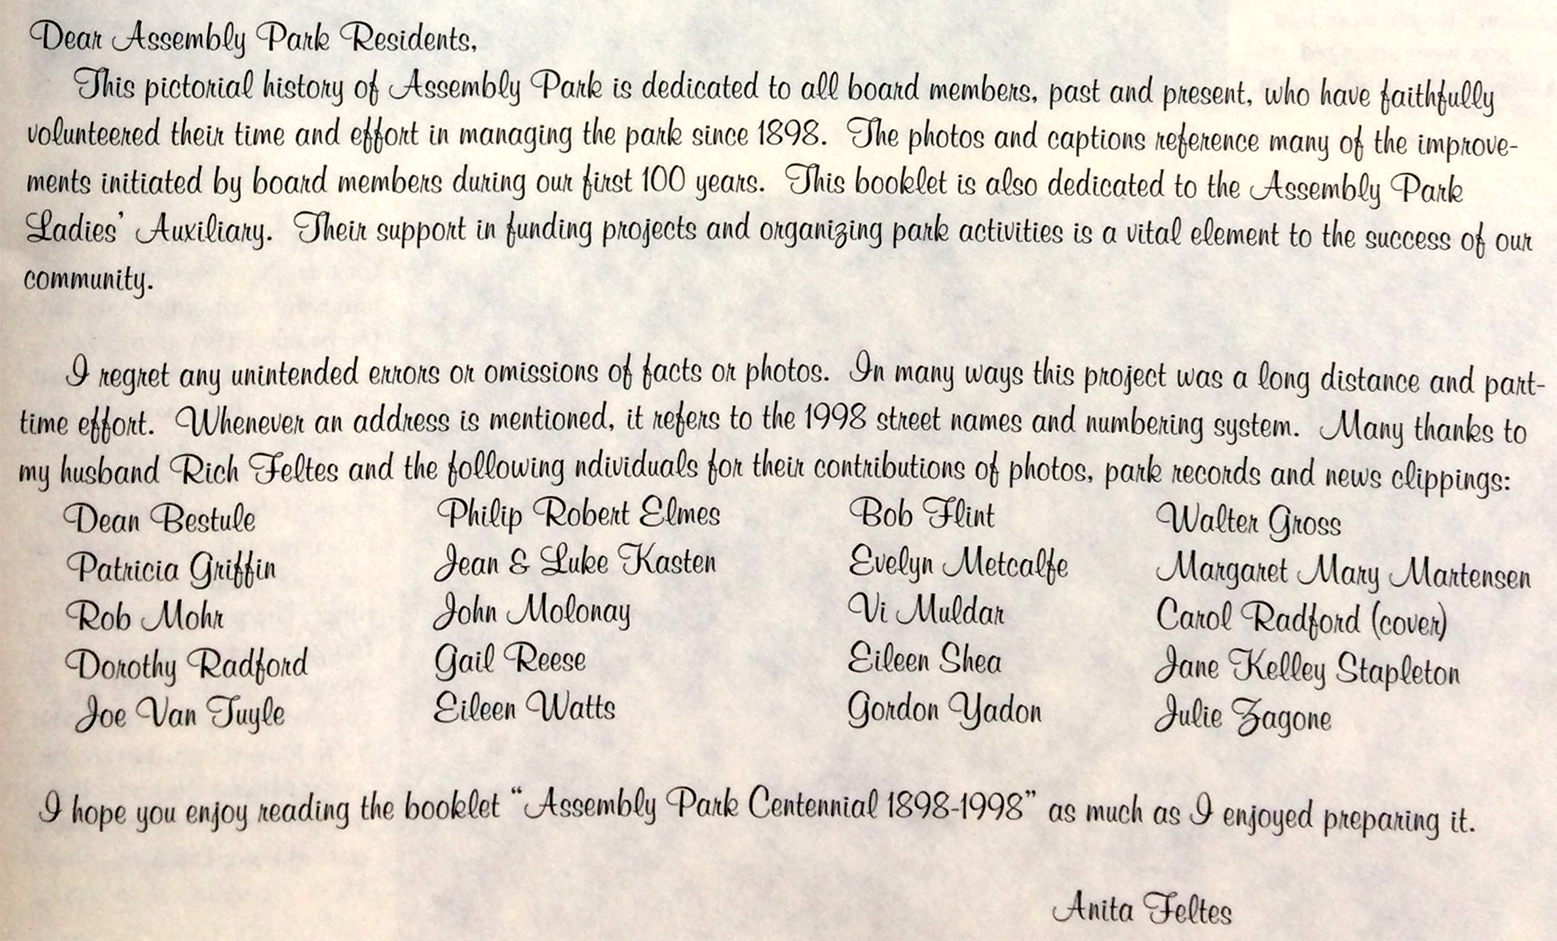 Dear Assembly Park Residents,
This pictorial history of Assembly Park is dedicated to all board members, past and present, who have faithfully
volunteered their time and effort in managing the park since 1898. The photos and captions reference many of the improve-
ments initiated by board members during our first 100 years. This booklet is also dedicated to the Assembly Park
Ladies' Auxiliary. Their support in funding projects and organizing park activities is a vital element to the success of our
community.
I regret any unintended errors or omissions of facts or photos. In many ways this project was a long distance and part-
time effort. Whenever an address is mentioned, it refers to the 1998 street names and numbering system. Many thanks to
my husband Rich Feltes and the following ndividuals for their contributions of photos, park records and news clippings:
Dean Bestule Philip Robert Elmes Bob Flint Walter Gross
Patricia Griffin Jean & Luke Kasten Evelyn Metcalfe Margaret Mary Martensen
Rob Mohr John Molonay Vi Muldar Carol Radford (cover)
Dorothy Radford Gail Reese Eileen Shea Jane Kelley Stapleton
Joe Van Tuyle Eileen Watts Gordon Yadon Julie Zagone
I hope you enjoy reading the booklet “Assembly Park Centennial 1898-1998” as much as I enjoyed preparing it.
Anita Feltes